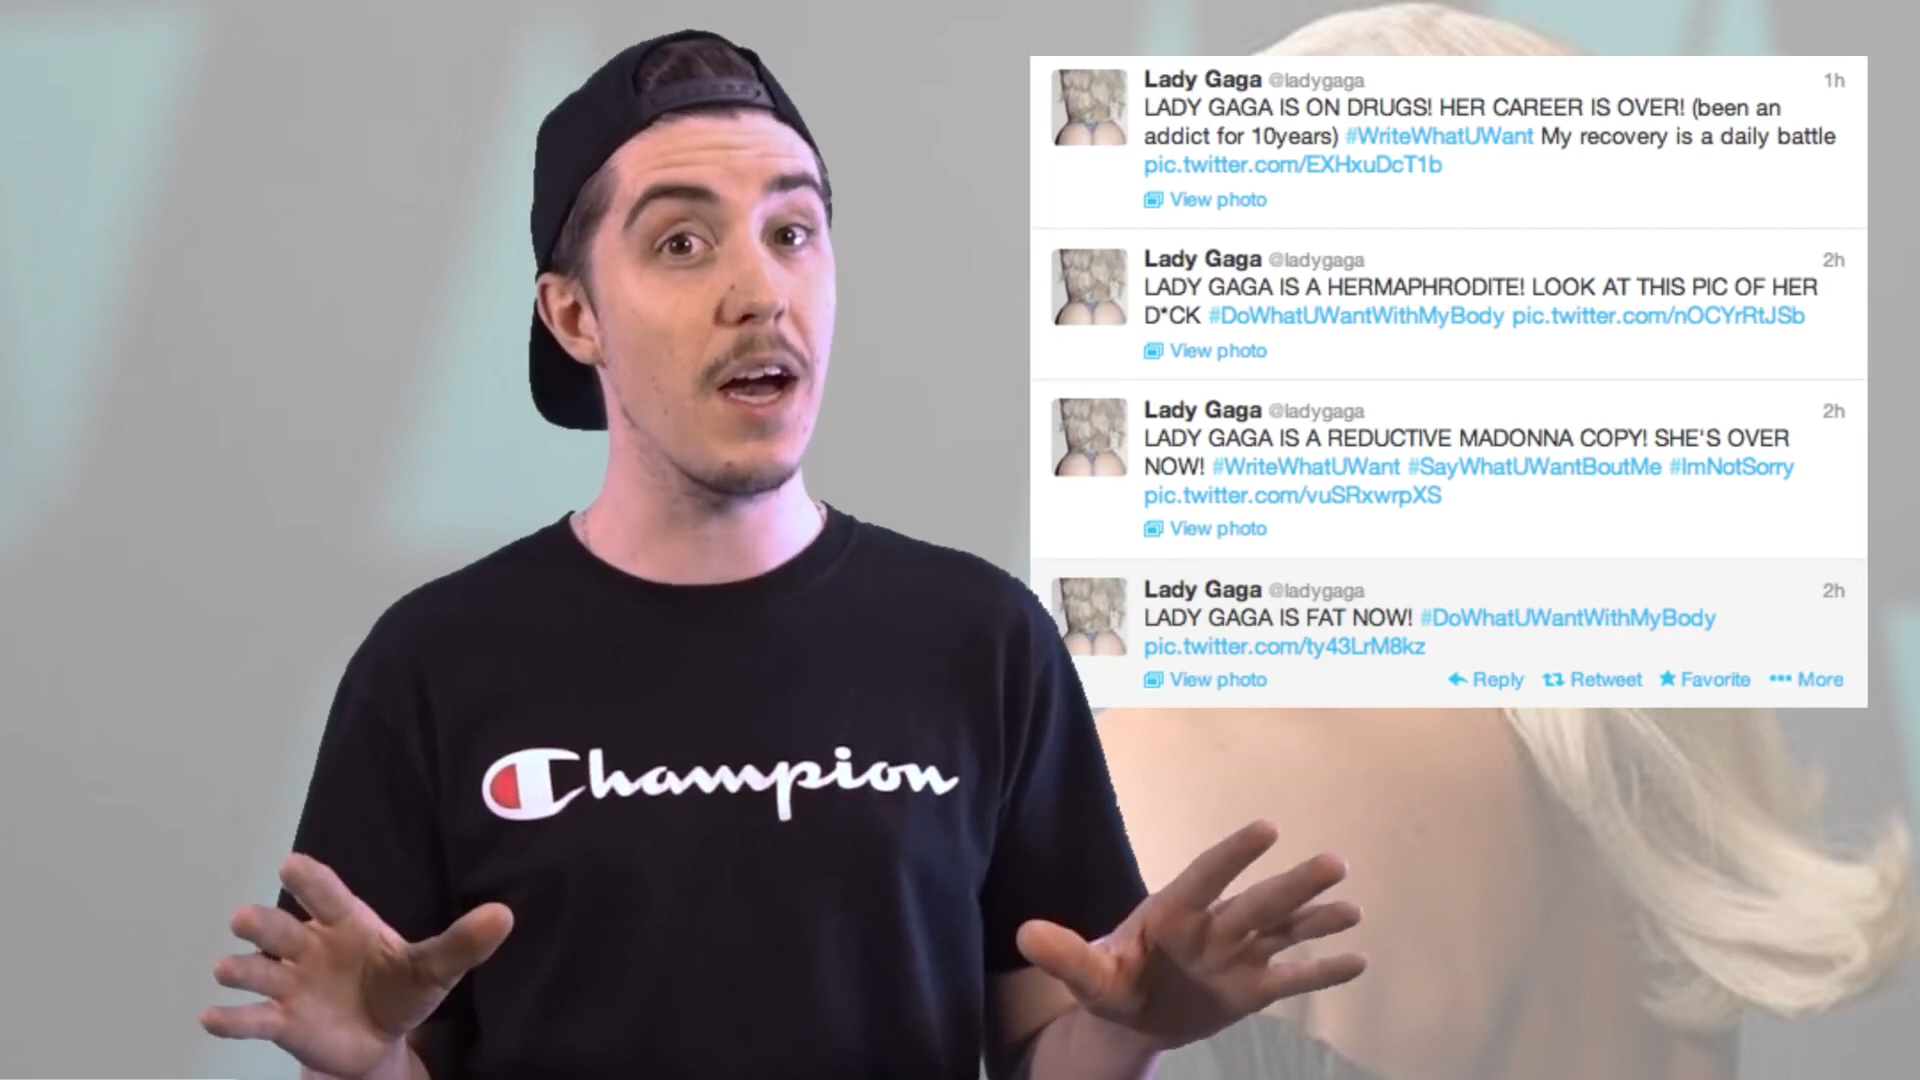 Lady Gaga @ladygaga 1h
LADY GAGA IS ON DRUGS! HER CAREER IS OVER! (been an
addict for 10years) #WriteWhatUWant My recovery is a daily battle
pic.twitter.com/EXHxuDcT1b
View photo
Lady Gaga @ladygaga 2h
LADY GAGA IS A HERMAPHRODITE! LOOK AT THIS PIC OF HER
D*CK #DoWhatUWantWithMyBody pic.twitter.com/nOCYrRtJSb
View photo
Lady Gaga @ladygaga 2h
LADY GAGA IS A REDUCTIVE MADONNA COPY! SHE'S OVER
NOW! #WriteWhatUWant #SayWhatUWantBoutMe #ImNotSorry
pic.twitter.com/vuSRxwrpXS
View photo
Lady Gaga @ladygaga 2h
LADY GAGA IS FAT NOW! #DoWhatUWantWithMyBody
pic.twitter.com/ty43LrM8kz
View photo Reply Retweet Favorite More
Champion